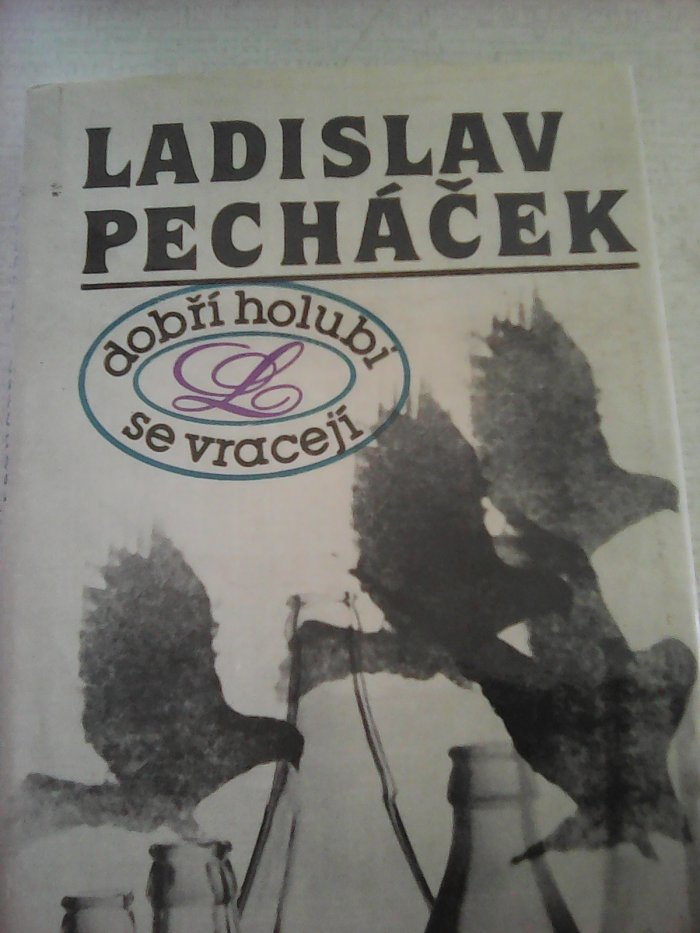 LADISLAV
PECHÁČEK
dobří holubi
L
se vracejí